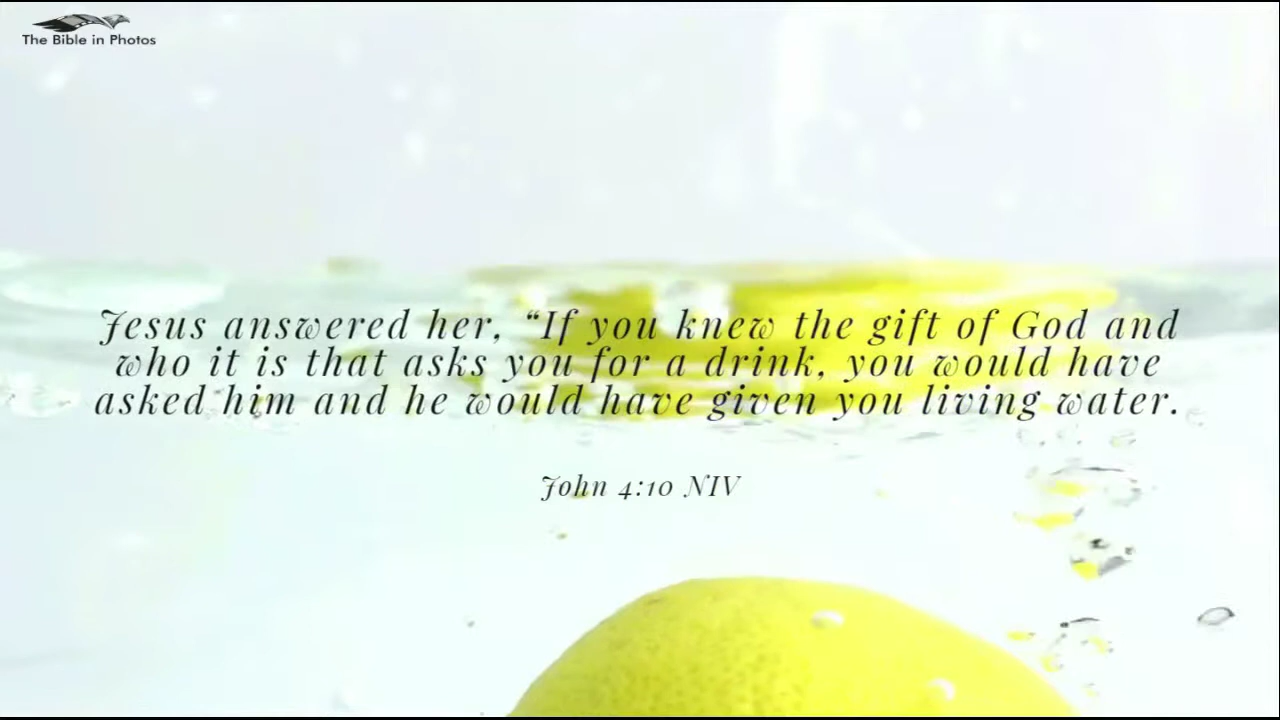 The Bible in Photos
Jesus answered her, “If you knew the gift of God and
who it is that asks you for a drink, you would have
asked him and he would have given you living water.
John 4:10 NIV